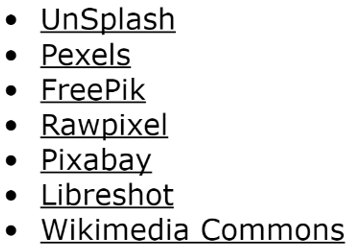 • UnSplash
• Pexels
• FreePik
• Rawpixel
• Pixabay
• Libreshot
• Wikimedia Commons